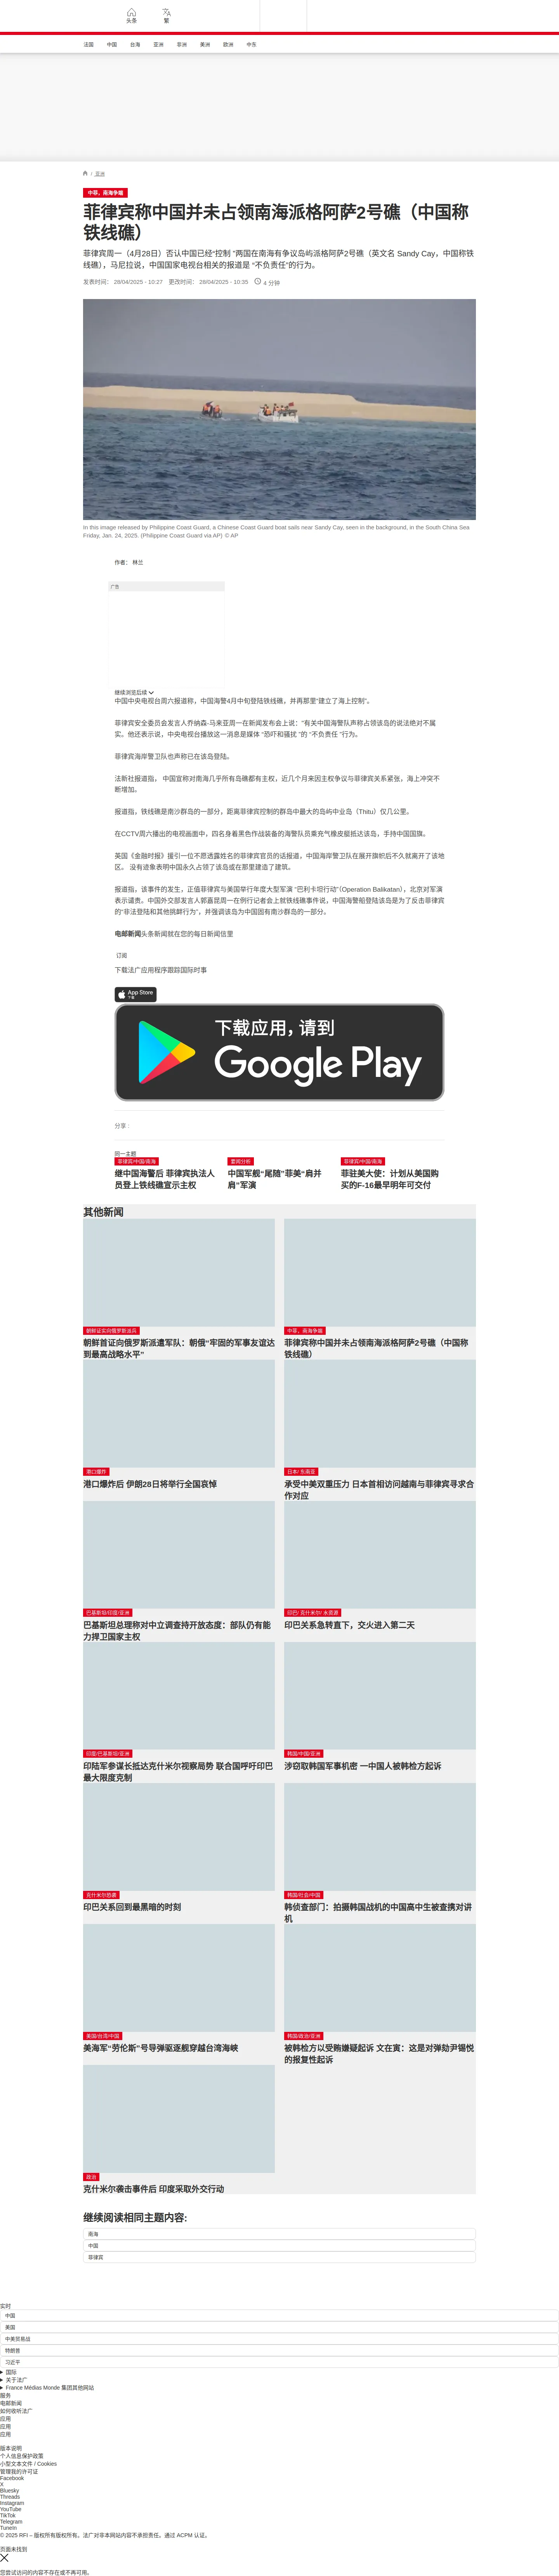 头条
繁
法国
中国
台海
亚洲
非洲
美洲
欧洲
中东
/ 亚洲
中菲，南海争端
菲律宾称中国并未占领南海派格阿萨2号礁（中国称
铁线礁）
菲律宾周一（4月28日）否认中国已经“控制 ”两国在南海有争议岛屿派格阿萨2号礁（英文名 Sandy Cay，中国称铁
线礁），马尼拉说，中国国家电视台相关的报道是 “不负责任”的行为。
发表时间： 28/04/2025 - 10:27 更改时间： 28/04/2025 - 10:35 4 分钟
In this image released by Philippine Coast Guard, a Chinese Coast Guard boat sails near Sandy Cay, seen in the background, in the South China Sea
Friday, Jan. 24, 2025. (Philippine Coast Guard via AP) © AP
作者： 林兰
广告
继续浏览后续
中国中央电视台周六报道称，中国海警4月中旬登陆铁线礁，并再那里“建立了海上控制”。
菲律宾安全委员会发言人乔纳森-马来亚周一在新闻发布会上说：“有关中国海警队声称占领该岛的说法绝对不属
实。他还表示说，中央电视台播放这一消息是媒体 “恐吓和骚扰 ”的 “不负责任 ”行为。
菲律宾海岸警卫队也声称已在该岛登陆。
法新社报道指， 中国宣称对南海几乎所有岛礁都有主权，近几个月来因主权争议与菲律宾关系紧张，海上冲突不
断增加。
报道指，铁线礁是南沙群岛的一部分，距离菲律宾控制的群岛中最大的岛屿中业岛（Thitu）仅几公里。
在CCTV周六播出的电视画面中，四名身着黑色作战装备的海警队员乘充气橡皮艇抵达该岛，手持中国国旗。
英国《金融时报》援引一位不愿透露姓名的菲律宾官员的话报道，中国海岸警卫队在展开旗帜后不久就离开了该地
区。 没有迹象表明中国永久占领了该岛或在那里建造了建筑。
报道指，该事件的发生，正值菲律宾与美国举行年度大型军演 “巴利卡坦行动”（Operation Balikatan），北京对军演
表示谴责。中国外交部发言人郭嘉昆周一在例行记者会上就铁线礁事件说，中国海警船登陆该岛是为了反击菲律宾
的“非法登陆和其他挑衅行为”，并强调该岛为中国固有南沙群岛的一部分。
电邮新闻头条新闻就在您的每日新闻信里
订阅
下载法广应用程序跟踪国际时事
App Store
下载
下载应用，请到
Google Play
分享 :
同一主题
菲律宾/中国/南海
继中国海警后 菲律宾执法人
员登上铁线礁宣示主权
要闻分析
中国军舰“尾随”菲美“肩并
肩”军演
菲律宾/中国/南海
菲驻美大使：计划从美国购
买的F-16最早明年可交付
其他新闻
朝鲜证实向俄罗斯派兵
朝鲜首证向俄罗斯派遣军队：朝俄“牢固的军事友谊达
到最高战略水平”
中菲，南海争端
菲律宾称中国并未占领南海派格阿萨2号礁（中国称
铁线礁）
港口爆炸
港口爆炸后 伊朗28日将举行全国哀悼
日本/ 东南亚
承受中美双重压力 日本首相访问越南与菲律宾寻求合
作对应
巴基斯坦/印度/亚洲
巴基斯坦总理称对中立调查持开放态度：部队仍有能
力捍卫国家主权
印巴/ 克什米尔/ 水资源
印巴关系急转直下，交火进入第二天
印度/巴基斯坦/亚洲
印陆军参谋长抵达克什米尔视察局势 联合国呼吁印巴
最大限度克制
韩国/中国/亚洲
涉窃取韩国军事机密 一中国人被韩检方起诉
克什米尔恐袭
印巴关系回到最黑暗的时刻
韩国/社会/中国
韩侦查部门：拍摄韩国战机的中国高中生被查携对讲
机
美国/台湾/中国
美海军“劳伦斯”号导弹驱逐舰穿越台湾海峡
韩国/政治/亚洲
被韩检方以受贿嫌疑起诉 文在寅：这是对弹劾尹锡悦
的报复性起诉
政治
克什米尔袭击事件后 印度采取外交行动
继续阅读相同主题内容:
南海
中国
菲律宾
实时
中国
美国
中美贸易战
特朗普
习近平
国际
关于法广
France Médias Monde 集团其他网站
服务
电邮新闻
如何收听法广
应用
应用
应用
版本说明
个人信息保护政策
小型文本文件 / Cookies
管理我的许可证
Facebook
X
Bluesky
Threads
Instagram
YouTube
TikTok
Telegram
TuneIn
© 2025 RFI – 版权所有版权所有。法广对非本网站内容不承担责任。通过 ACPM 认证。
页面未找到
您尝试访问的内容不存在或不再可用。